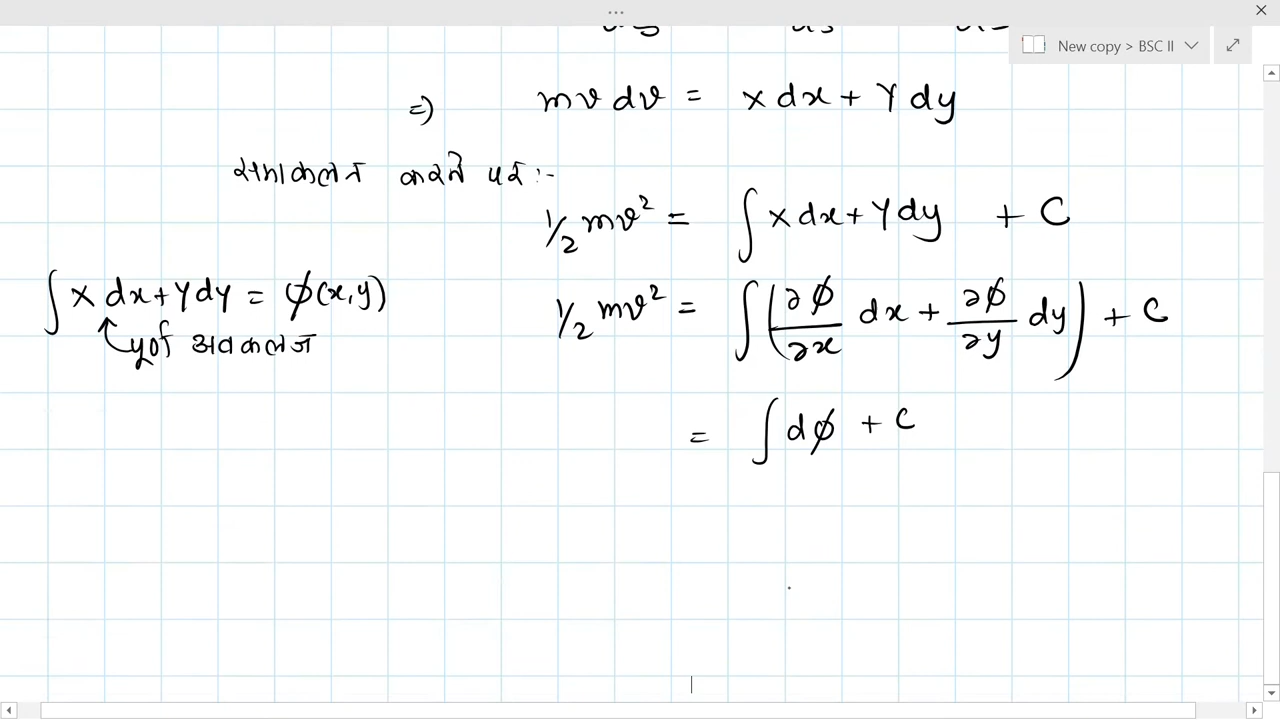 New copy > BSC II
=) mv dv = X dx + Y dy
समाकलन करने पर :-
1/2 mv² = ∫ X dx + Y dy + C
∫ X dx + Y dy = φ(x, y)
पूर्ण अवकलज
1/2 mv² = ∫ (∂φ/∂x dx + ∂φ/∂y dy) + C
= ∫ dφ + C